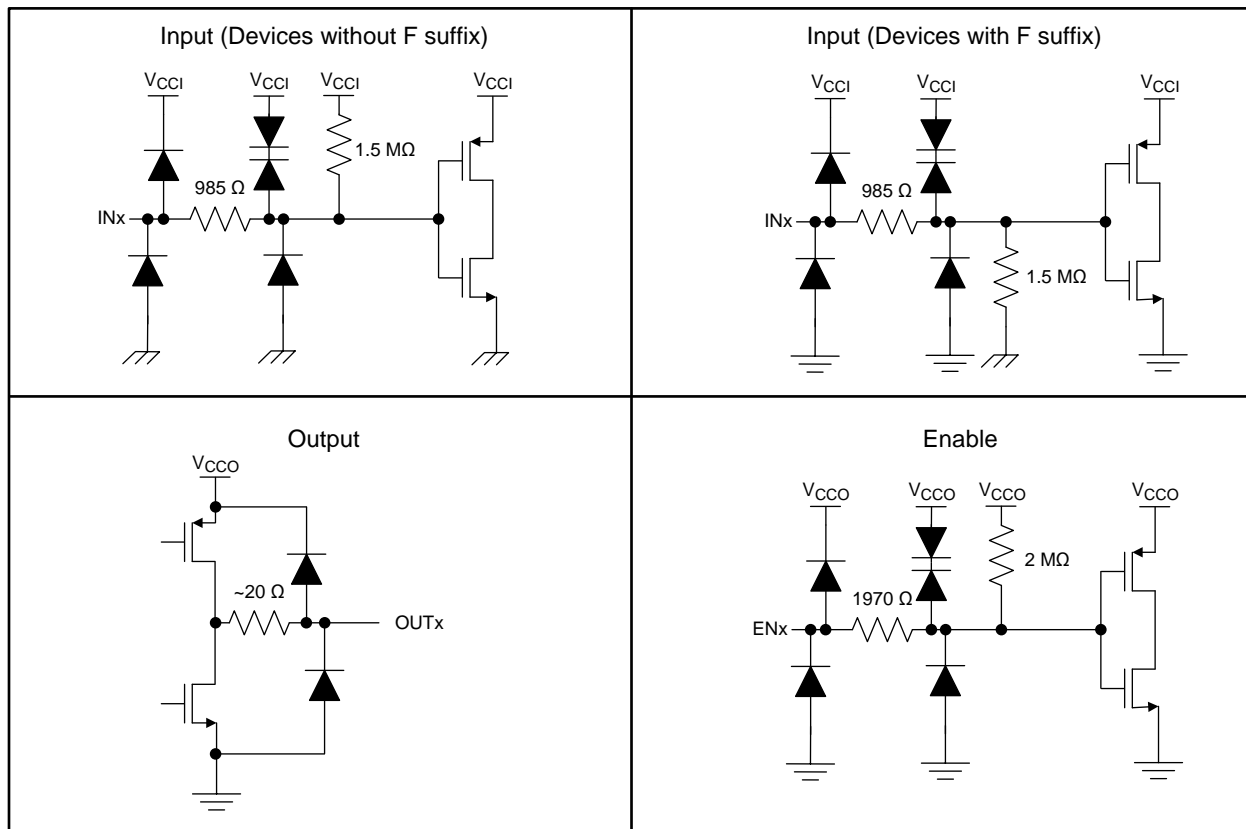 Input (Devices without F suffix)
VCCI VCCI VCCI VCCI
1.5 MΩ
985 Ω
INx
Input (Devices with F suffix)
VCCI VCCI VCCI
985 Ω
INx
1.5 MΩ
Output
VCCO
~20 Ω
OUTx
Enable
VCCO VCCO VCCO VCCO
2 MΩ
1970 Ω
ENx